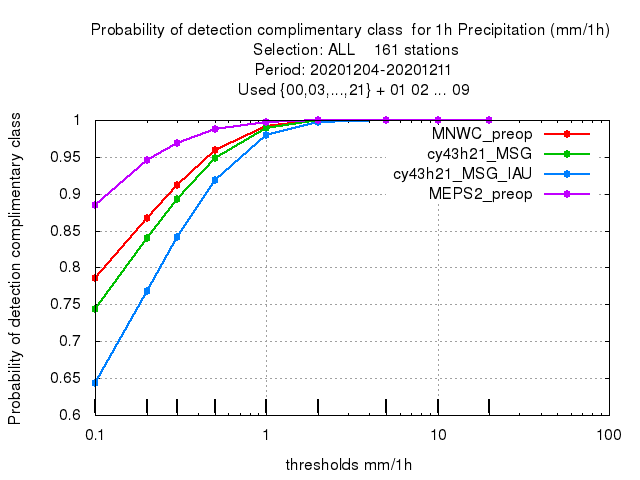 Probability of detection complimentary class  for 1h Precipitation (mm/1h)
Selection: ALL    161 stations
Period: 20201204-20201211
Used {00,03,...,21} + 01 02 ... 09
Probability of detection complimentary class
1
0.95
0.9
0.85
0.8
0.75
0.7
0.65
0.6
MNWC_preop
cy43h21_MSG
cy43h21_MSG_IAU
MEPS2_preop
0.1 1 10 100
thresholds mm/1h